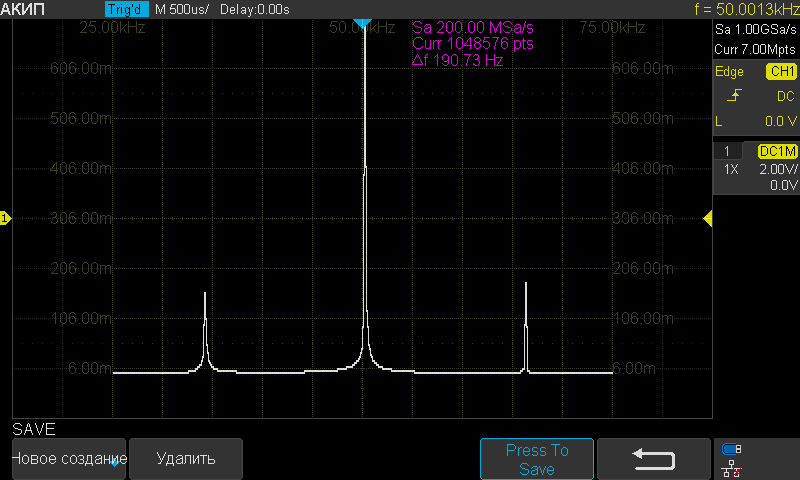 АКИП Trig'd M 500us/ Delay:0.00s f = 50.0013kHz
25.00kHz 50.00kHz 75.00kHz
Sa 200.00 MSa/s
Curr 1048576 pts
Δf 190.73 Hz
Sa 1.00GSa/s
Curr 7.00Mpts
606.00m 606.00m
506.00m 506.00m
406.00m 406.00m
306.00m 306.00m
206.00m 206.00m
106.00m 106.00m
6.00m 6.00m
1
Edge CH1
DC
L 0.0 V
1 DC1M
1X 2.00V/
0.0V
SAVE
Новое создание Удалить Press To
Save